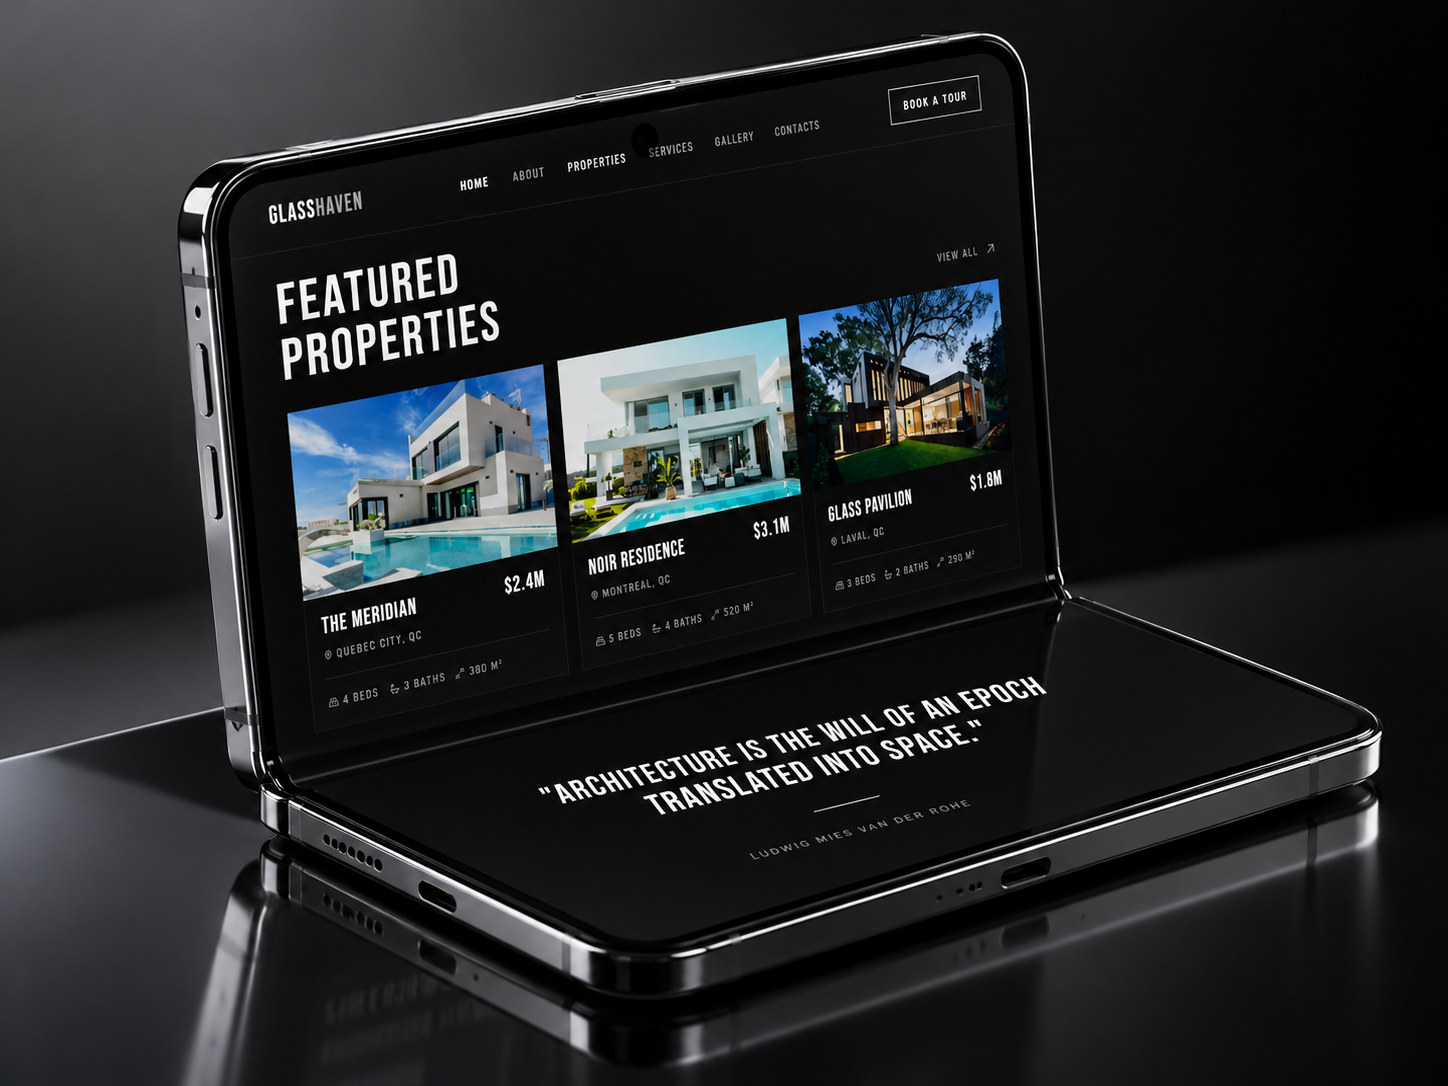 GLASSHAVEN
HOME ABOUT PROPERTIES SERVICES GALLERY CONTACTS
BOOK A TOUR
FEATURED
PROPERTIES
VIEW ALL
THE MERIDIAN $2.4M
QUEBEC CITY, QC
4 BEDS 3 BATHS 380 M²
NOIR RESIDENCE $3.1M
MONTREAL, QC
5 BEDS 4 BATHS 520 M²
GLASS PAVILION $1.8M
LAVAL, QC
3 BEDS 2 BATHS 290 M²
"ARCHITECTURE IS THE WILL OF AN EPOCH
TRANSLATED INTO SPACE."
LUDWIG MIES VAN DER ROHE